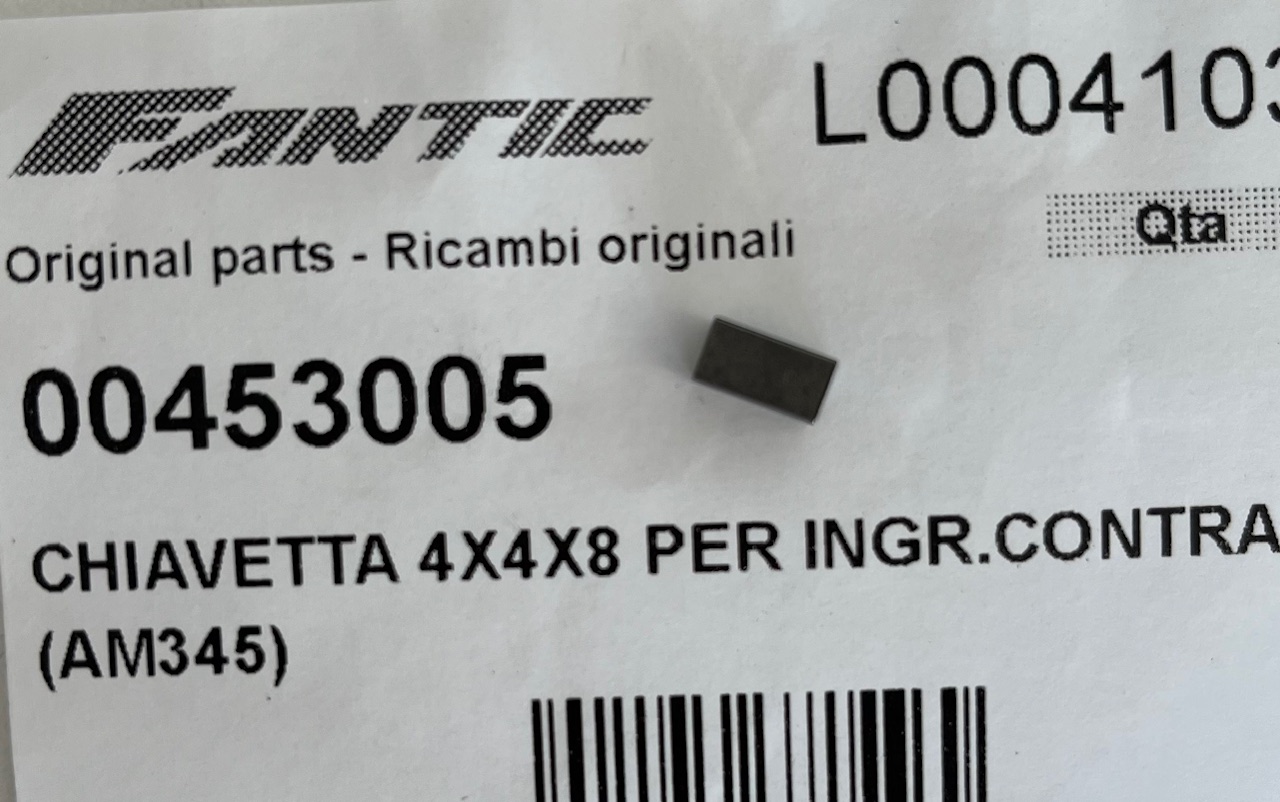 FANTIC
L0004103
Original parts - Ricambi originali
Qta
00453005
CHIAVETTA 4X4X8 PER INGR.CONTRA
(AM345)